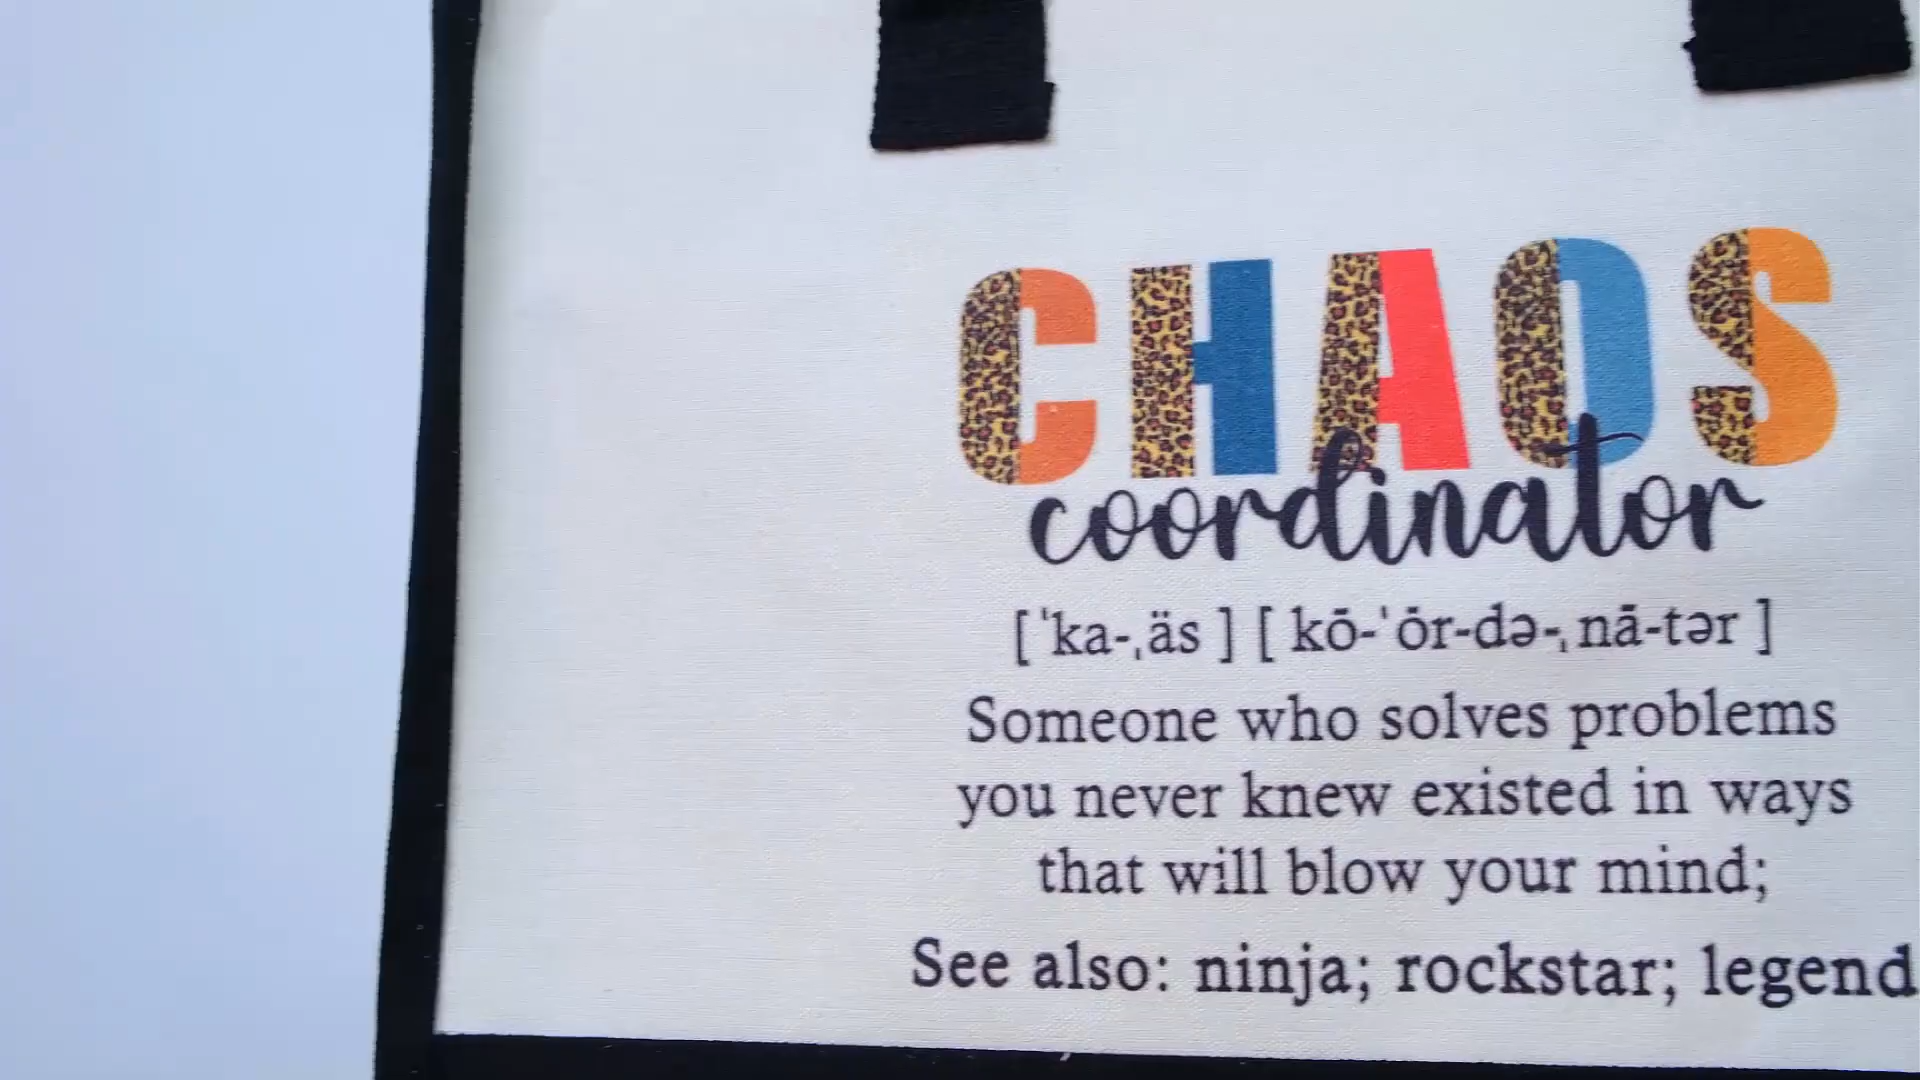 CHAOS
coordinator
[ ˈka-ˌäs ] [ kō-ˈȯr-də-ˌnā-tər ]
Someone who solves problems
you never knew existed in ways
that will blow your mind;
See also: ninja; rockstar; legend